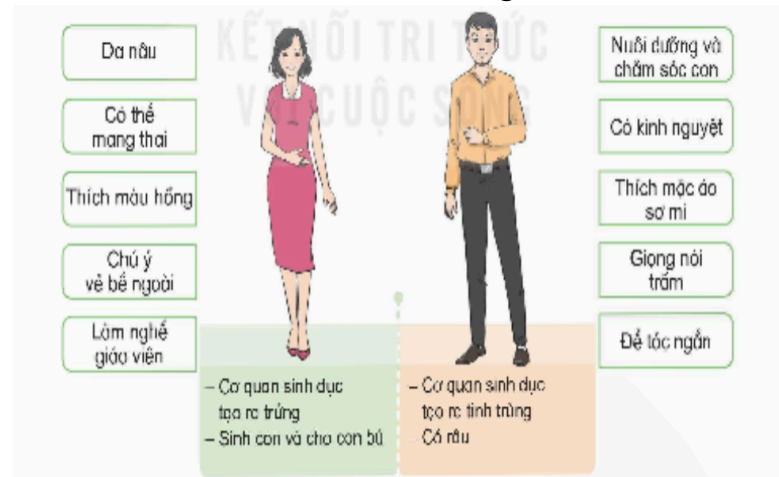 KẾT NỐI TRI THỨC
VỚI CUỘC SỐNG
Da nâu
Có thể
mang thai
Thích màu hồng
Chú ý
vẻ bề ngoài
Làm nghề
giáo viên
Nuôi dưỡng và
chăm sóc con
Có kinh nguyệt
Thích mặc áo
sơ mi
Giọng nói
trầm
Để tóc ngắn
– Cơ quan sinh dục
tạo ra trứng
– Sinh con và cho con bú
– Cơ quan sinh dục
tạo ra tinh trùng
– Có râu